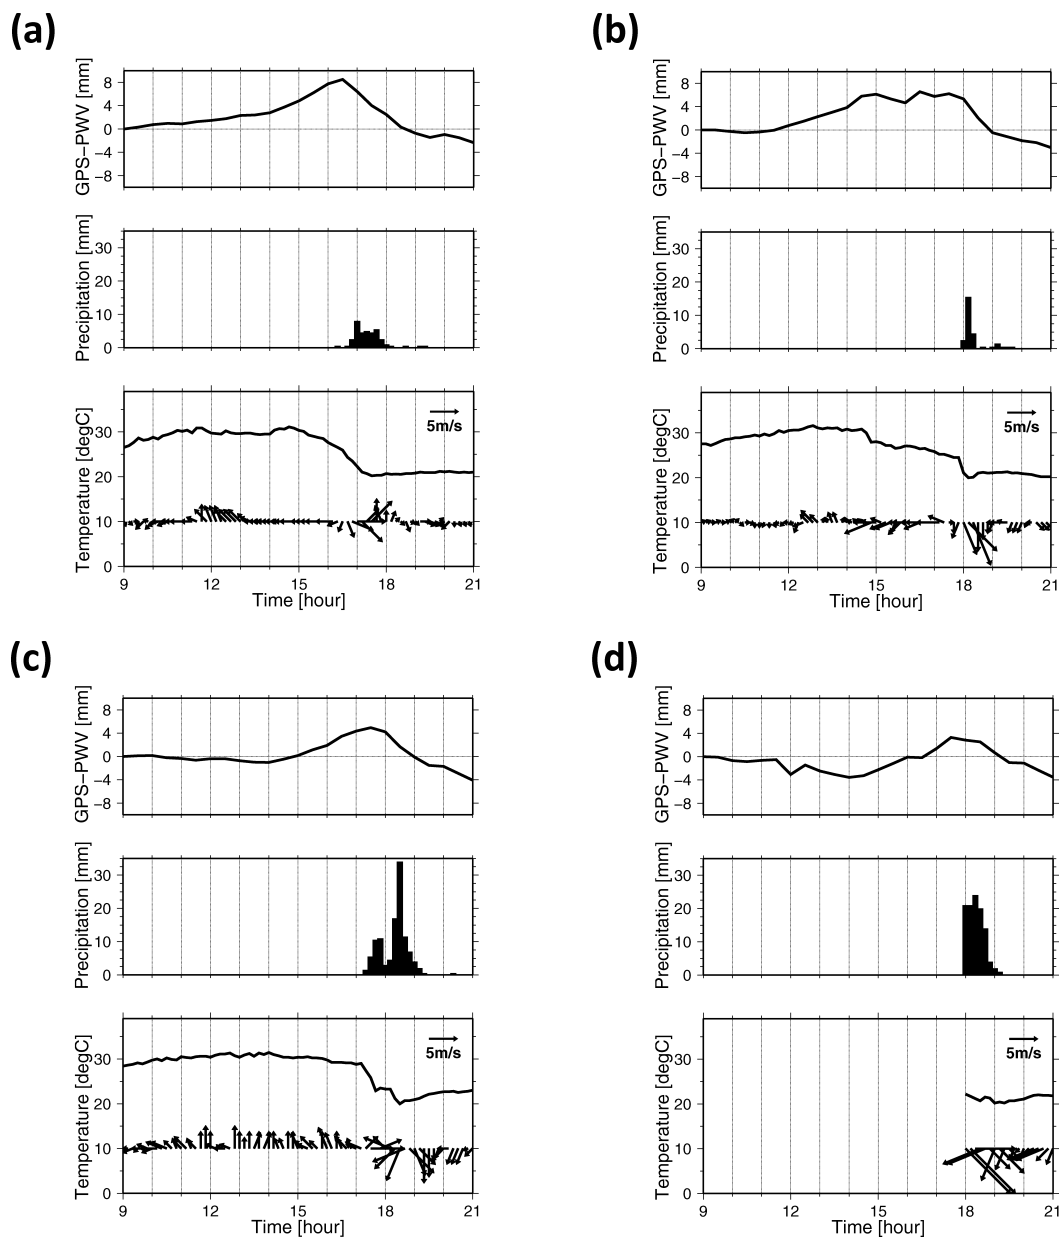 (a)
GPS−PWV [mm]
8
4
0
−4
−8
Precipitation [mm]
30
20
10
0
Temperature [degC]
30
20
10
0
5m/s
9 12 15 18 21
Time [hour]
(b)
GPS−PWV [mm]
8
4
0
−4
−8
Precipitation [mm]
30
20
10
0
Temperature [degC]
30
20
10
0
5m/s
9 12 15 18 21
Time [hour]
(c)
GPS−PWV [mm]
8
4
0
−4
−8
Precipitation [mm]
30
20
10
0
Temperature [degC]
30
20
10
0
5m/s
9 12 15 18 21
Time [hour]
(d)
GPS−PWV [mm]
8
4
0
−4
−8
Precipitation [mm]
30
20
10
0
Temperature [degC]
30
20
10
0
5m/s
9 12 15 18 21
Time [hour]